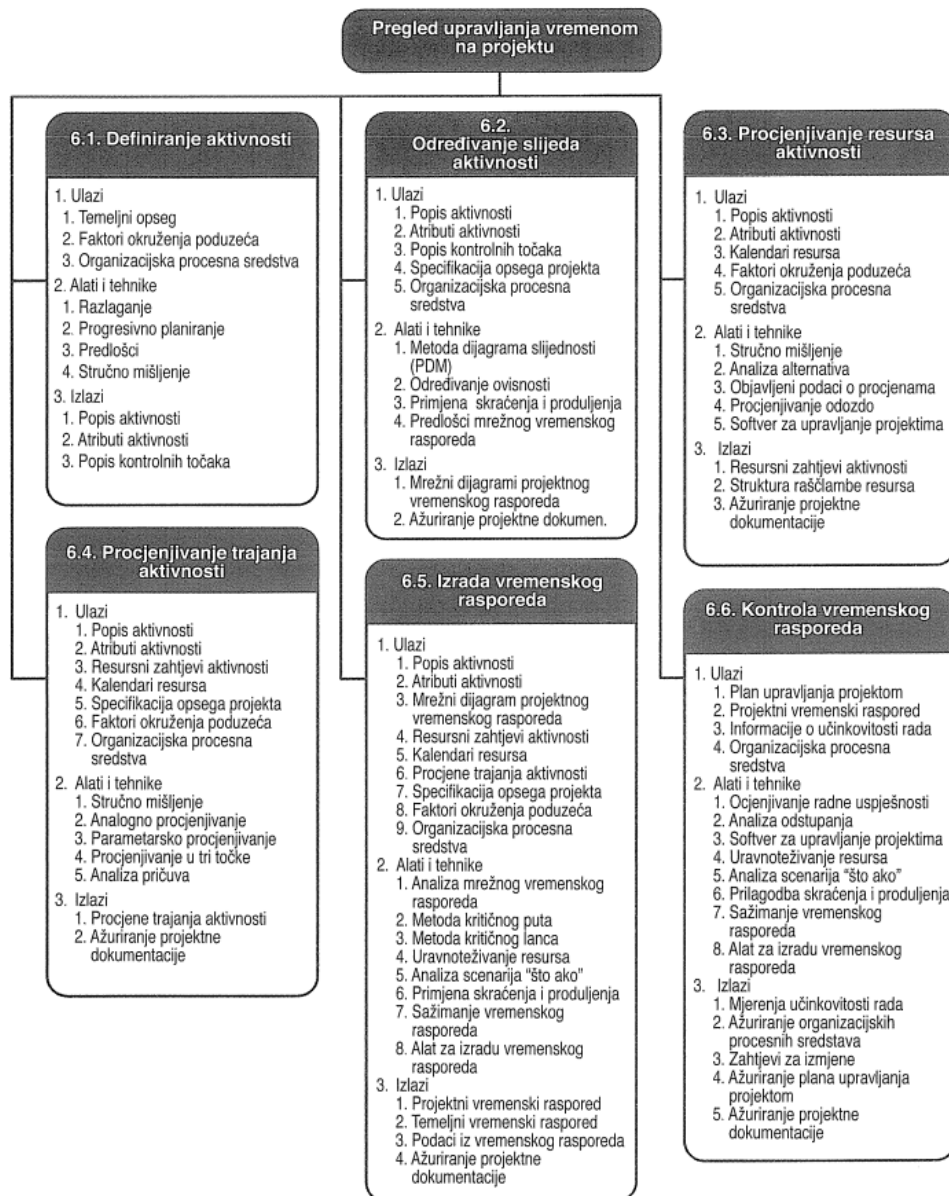 Pregled upravljanja vremenom
na projektu
6.1. Definiranje aktivnosti
1. Ulazi
1. Temeljni opseg
2. Faktori okruženja poduzeća
3. Organizacijska procesna sredstva
2. Alati i tehnike
1. Razlaganje
2. Progresivno planiranje
3. Predlošci
4. Stručno mišljenje
3. Izlazi
1. Popis aktivnosti
2. Atributi aktivnosti
3. Popis kontrolnih točaka
6.2.
Određivanje slijeda
aktivnosti
1. Ulazi
1. Popis aktivnosti
2. Atributi aktivnosti
3. Popis kontrolnih točaka
4. Specifikacija opsega projekta
5. Organizacijska procesna
sredstva
2. Alati i tehnike
1. Metoda dijagrama slijednosti
(PDM)
2. Određivanje ovisnosti
3. Primjena skraćenja i produljenja
4. Predlošci mrežnog vremenskog
rasporeda
3. Izlazi
1. Mrežni dijagrami projektnog
vremenskog rasporeda
2. Ažuriranje projektne dokumen.
6.3. Procjenjivanje resursa
aktivnosti
1. Ulazi
1. Popis aktivnosti
2. Atributi aktivnosti
3. Kalendari resursa
4. Faktori okruženja poduzeća
5. Organizacijska procesna
sredstva
2. Alati i tehnike
1. Stručno mišljenje
2. Analiza alternativa
3. Objavljeni podaci o procjenama
4. Procjenjivanje odozdo
5. Softver za upravljanje projektima
3. Izlazi
1. Resursni zahtjevi aktivnosti
2. Struktura raščlambe resursa
3. Ažuriranje projektne
dokumentacije
6.4. Procjenjivanje trajanja
aktivnosti
1. Ulazi
1. Popis aktivnosti
2. Atributi aktivnosti
3. Resursni zahtjevi aktivnosti
4. Kalendari resursa
5. Specifikacija opsega projekta
6. Faktori okruženja poduzeća
7. Organizacijska procesna
sredstva
2. Alati i tehnike
1. Stručno mišljenje
2. Analogno procjenjivanje
3. Parametarsko procjenjivanje
4. Procjenjivanje u tri točke
5. Analiza pričuva
3. Izlazi
1. Procjene trajanja aktivnosti
2. Ažuriranje projektne
dokumentacije
6.5. Izrada vremenskog
rasporeda
1. Ulazi
1. Popis aktivnosti
2. Atributi aktivnosti
3. Mrežni dijagram projektnog
vremenskog rasporeda
4. Resursni zahtjevi aktivnosti
5. Kalendari resursa
6. Procjene trajanja aktivnosti
7. Specifikacija opsega projekta
8. Faktori okruženja poduzeća
9. Organizacijska procesna
sredstva
2. Alati i tehnike
1. Analiza mrežnog vremenskog
rasporeda
2. Metoda kritičnog puta
3. Metoda kritičnog lanca
4. Uravnoteživanje resursa
5. Analiza scenarija “što ako”
6. Primjena skraćenja i produljenja
7. Sažimanje vremenskog
rasporeda
8. Alat za izradu vremenskog
rasporeda
3. Izlazi
1. Projektni vremenski raspored
2. Temeljni vremenski raspored
3. Podaci iz vremenskog rasporeda
4. Ažuriranje projektne
dokumentacije
6.6. Kontrola vremenskog
rasporeda
1. Ulazi
1. Plan upravljanja projektom
2. Projektni vremenski raspored
3. Informacije o učinkovitosti rada
4. Organizacijska procesna
sredstva
2. Alati i tehnike
1. Ocjenjivanje radne uspješnosti
2. Analiza odstupanja
3. Softver za upravljanje projektima
4. Uravnoteživanje resursa
5. Analiza scenarija “što ako”
6. Prilagodba skraćenja i produljenja
7. Sažimanje vremenskog
rasporeda
8. Alat za izradu vremenskog
rasporeda
3. Izlazi
1. Mjerenja učinkovitosti rada
2. Ažuriranje organizacijskih
procesnih sredstava
3. Zahtjevi za izmjene
4. Ažuriranje plana upravljanja
projektom
5. Ažuriranje projektne
dokumentacije